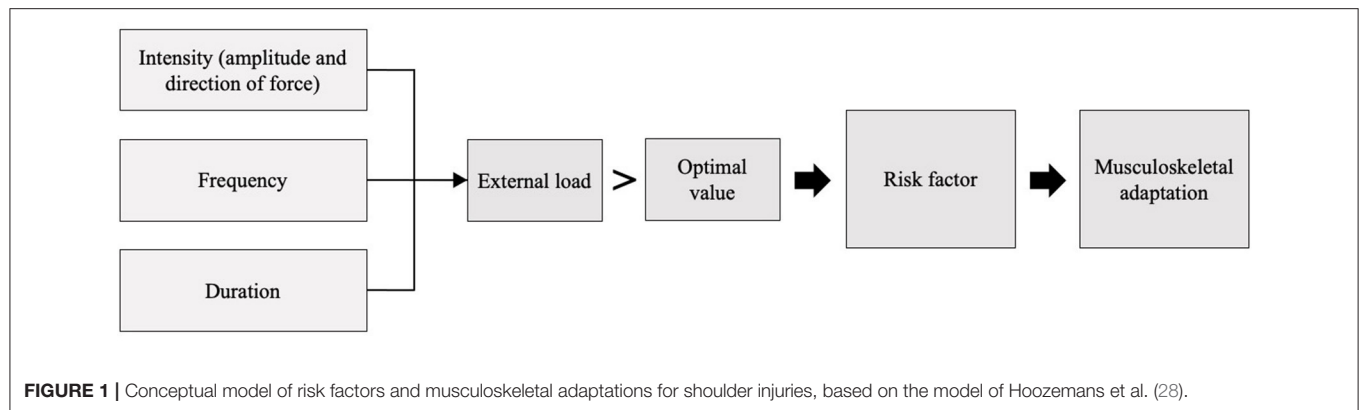 Intensity (amplitude and
direction of force)
Frequency
Duration
External load
>
Optimal
value
Risk factor
Musculoskeletal
adaptation
FIGURE 1 | Conceptual model of risk factors and musculoskeletal adaptations for shoulder injuries, based on the model of Hoozemans et al. (28).